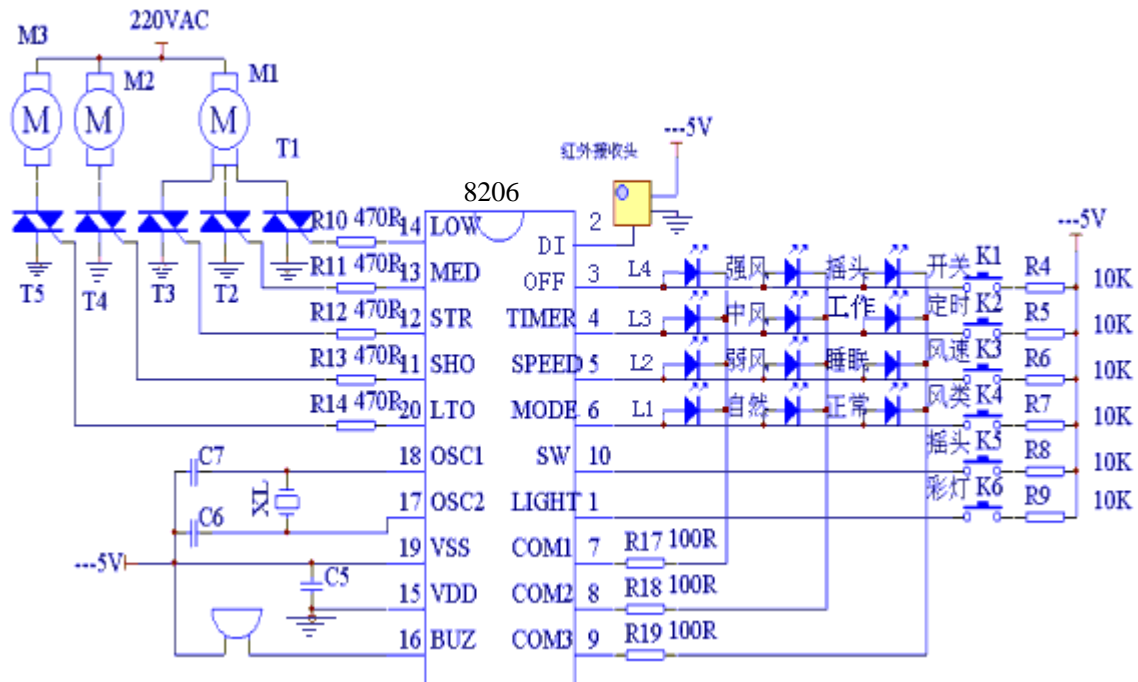 220VAC
M3
M2
M1
M
M
M
T1
---5V
红外接收头
8206
R10 470R 14 LOW
2
DI
---5V
R11 470R 13 MED
OFF 3 L4 强风 摇头 开关 K1 R4 10K
R12 470R 12 STR
TIMER 4 L3 中风 工作 定时 K2 R5 10K
R13 470R 11 SHO
SPEED 5 L2 弱风 睡眠 风速 K3 R6 10K
R14 470R 20 LTO
MODE 6 L1 自然 正常 风类 K4 R7 10K
T5 T4 T3 T2
C7 18 OSC1
SW 10 摇头 K5 R8 10K
XL
C6 17 OSC2
LIGHT 1 彩灯 K6 R9 10K
---5V 19 VSS
COM1 7 R17 100R
C5 15 VDD
COM2 8 R18 100R
16 BUZ
COM3 9 R19 100R